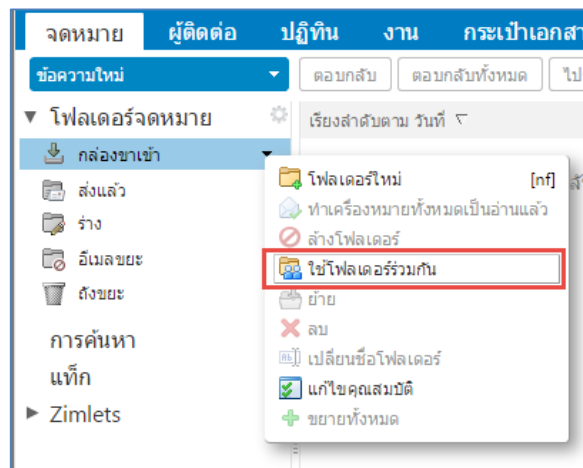 จดหมาย ผู้ติดต่อ ปฏิทิน งาน กระเป๋าเอกสา
ข้อความใหม่ ตอบกลับ ตอบกลับทั้งหมด ไป
โฟลเดอร์จดหมาย เรียงลำดับตาม วันที่
กล่องขาเข้า
ส่งแล้ว
ร่าง
อีเมลขยะ
ถังขยะ
การค้นหา
แท็ก
Zimlets
โฟลเดอร์ใหม่ [nf]
ทำเครื่องหมายทั้งหมดเป็นอ่านแล้ว
ล้างโฟลเดอร์
ใช้โฟลเดอร์ร่วมกัน
ย้าย
ลบ
เปลี่ยนชื่อโฟลเดอร์
แก้ไขคุณสมบัติ
ขยายทั้งหมด